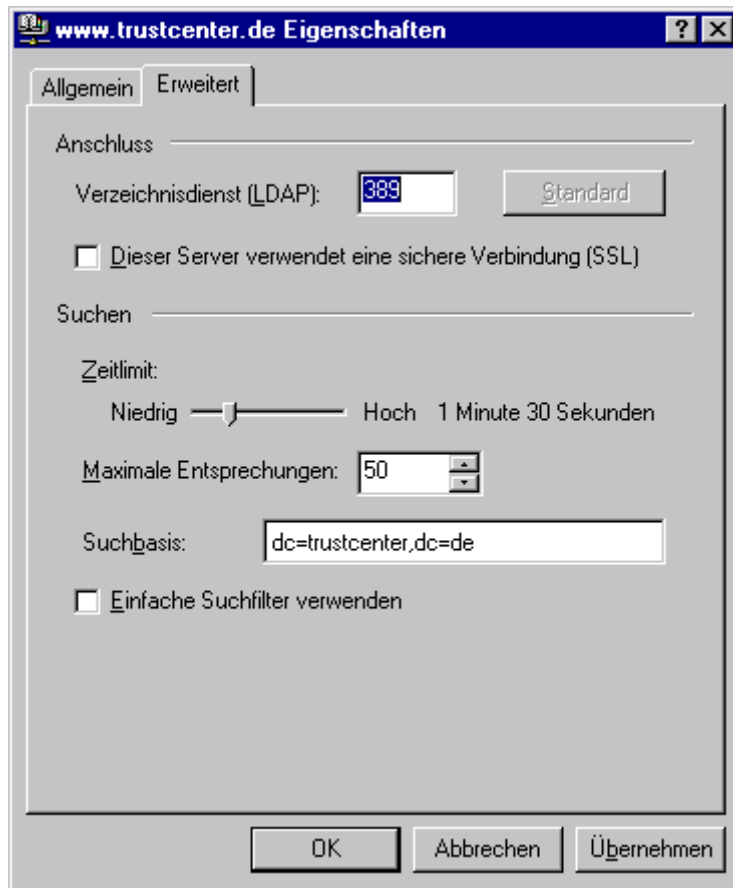 www.trustcenter.de Eigenschaften
Allgemein Erweitert
Anschluss
Verzeichnisdienst (LDAP): 389 Standard
Dieser Server verwendet eine sichere Verbindung (SSL)
Suchen
Zeitlimit:
Niedrig Hoch 1 Minute 30 Sekunden
Maximale Entsprechungen: 50
Suchbasis: dc=trustcenter,dc=de
Einfache Suchfilter verwenden
OK Abbrechen Übernehmen